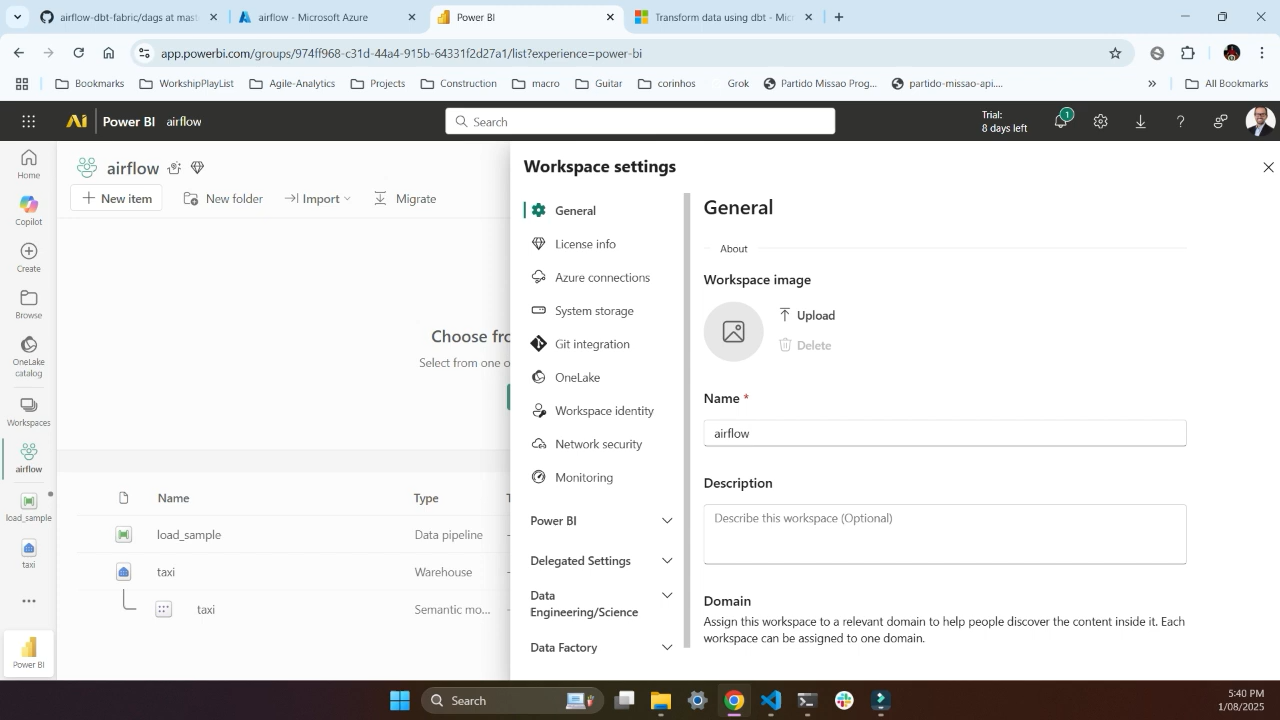 airflow-dbt-fabric/dags at mast
airflow - Microsoft Azure
Power BI
Transform data using dbt - Micr
app.powerbi.com/groups/974ff968-c31d-44a4-915b-64331f2d27a1/list?experience=power-bi
Bookmarks
WorkshipPlayList
Agile-Analytics
Projects
Construction
macro
Guitar
corinhos
Grok
Partido Missao Prog...
partido-missao-api....
All Bookmarks
Ai
Power BI
airflow
Search
Trial:
8 days left
1
Home
Copilot
Create
Browse
OneLake
catalog
Workspaces
airflow
load_sample
taxi
Power BI
airflow
New item
New folder
Import
Migrate
Choose fro
Select from one o
Name
Type
T
load_sample
Data pipeline
—
taxi
Warehouse
—
taxi
Semantic mo...
—
Workspace settings
General
License info
Azure connections
System storage
Git integration
OneLake
Workspace identity
Network security
Monitoring
Power BI
Delegated Settings
Data
Engineering/Science
Data Factory
General
About
Workspace image
Upload
Delete
Name *
airflow
Description
Describe this workspace (Optional)
Domain
Assign this workspace to a relevant domain to help people discover the content inside it. Each
workspace can be assigned to one domain.
Search
5:40 PM
1/08/2025